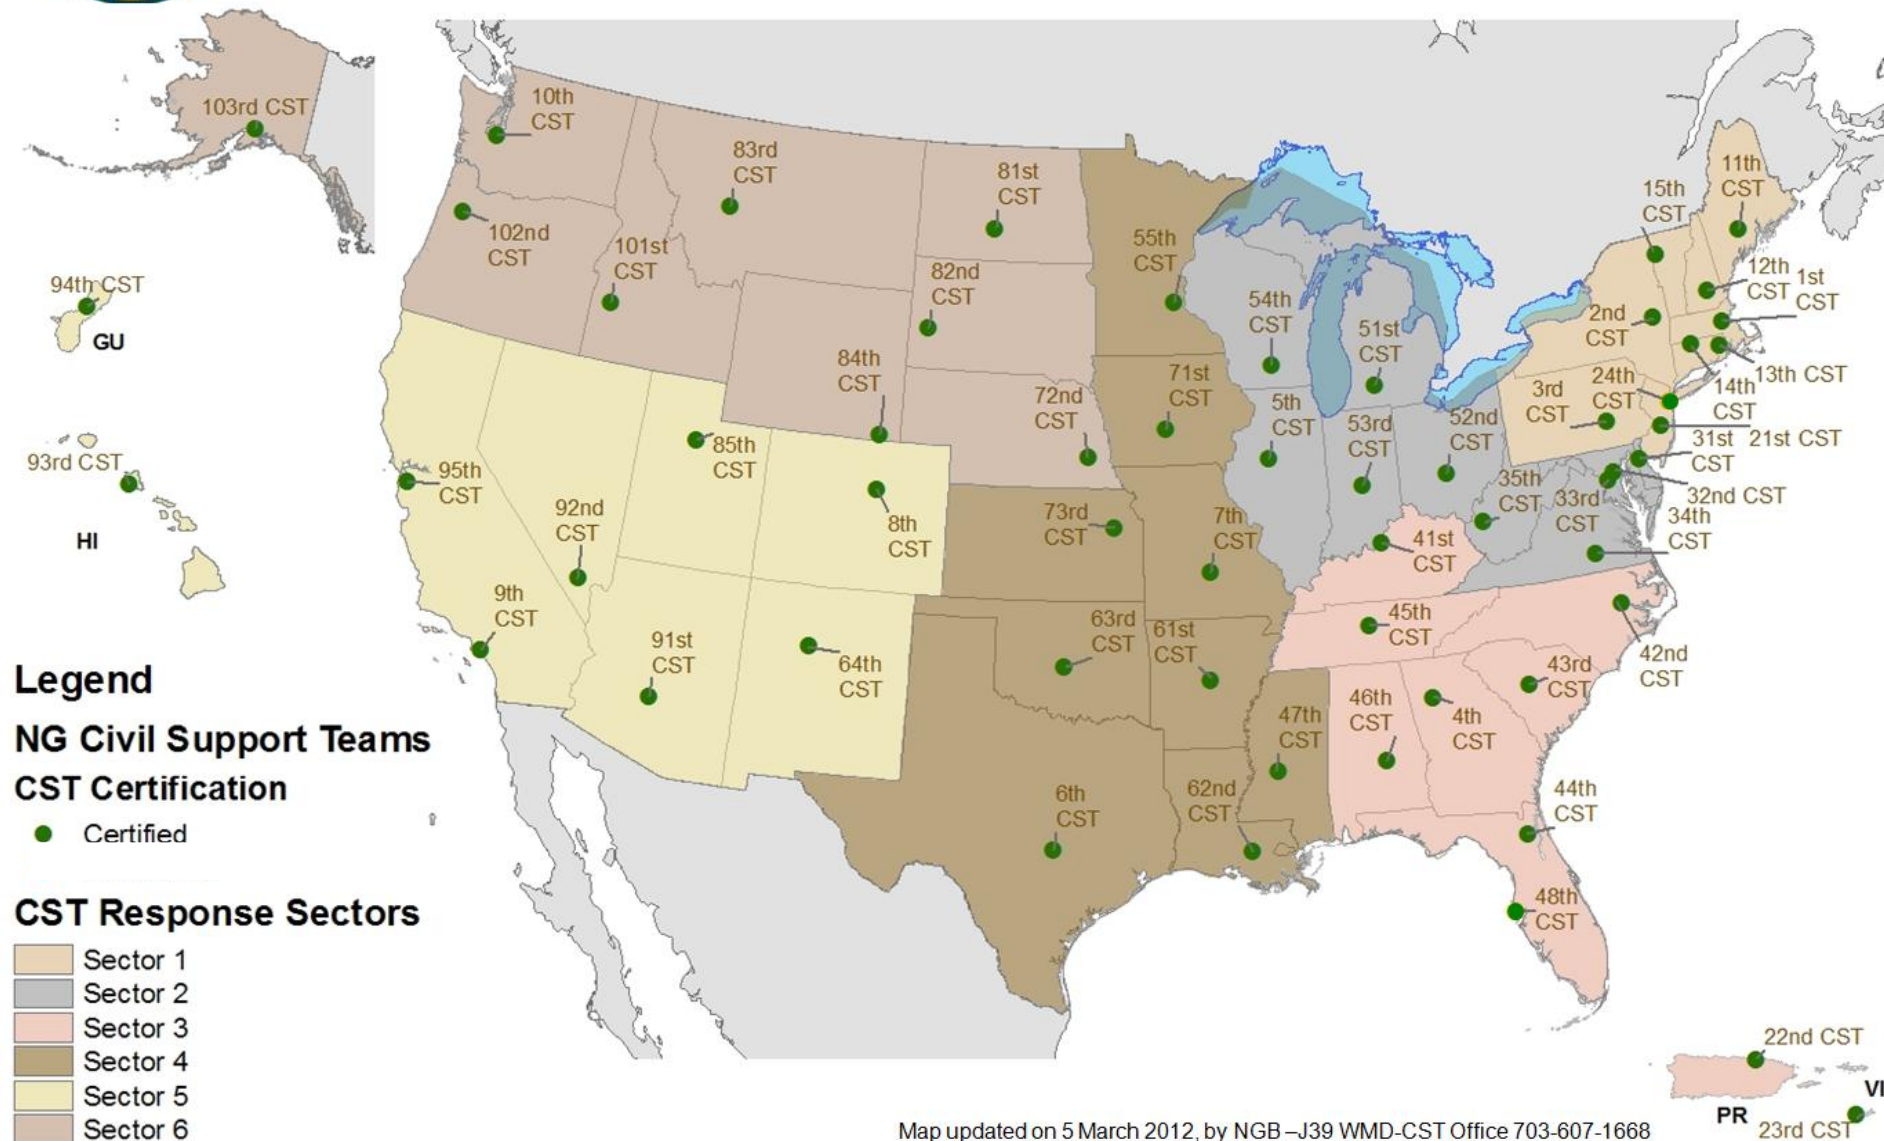 103rd CST
10th
CST
83rd
CST
81st
CST
11th
CST
15th
CST
102nd
CST
101st
CST
55th
CST
82nd
CST
12th
CST
1st
CST
94th CST
GU
54th
CST
51st
CST
2nd
CST
84th
CST
71st
CST
72nd
CST
5th
CST
53rd
CST
52nd
CST
3rd
CST
24th
CST
13th CST
14th
CST
21st CST
31st
CST
93rd CST
HI
95th
CST
85th
CST
92nd
CST
8th
CST
73rd
CST
7th
CST
41st
CST
35th
CST
33rd
CST
32nd CST
34th
CST
9th
CST
91st
CST
64th
CST
63rd
CST
61st
CST
45th
CST
42nd
CST
43rd
CST
47th
CST
46th
CST
4th
CST
6th
CST
62nd
CST
44th
CST
48th
CST
22nd CST
VI
PR
23rd CST
Legend
NG Civil Support Teams
CST Certification
Certified
CST Response Sectors
Sector 1
Sector 2
Sector 3
Sector 4
Sector 5
Sector 6
Map updated on 5 March 2012, by NGB –J39 WMD-CST Office 703-607-1668